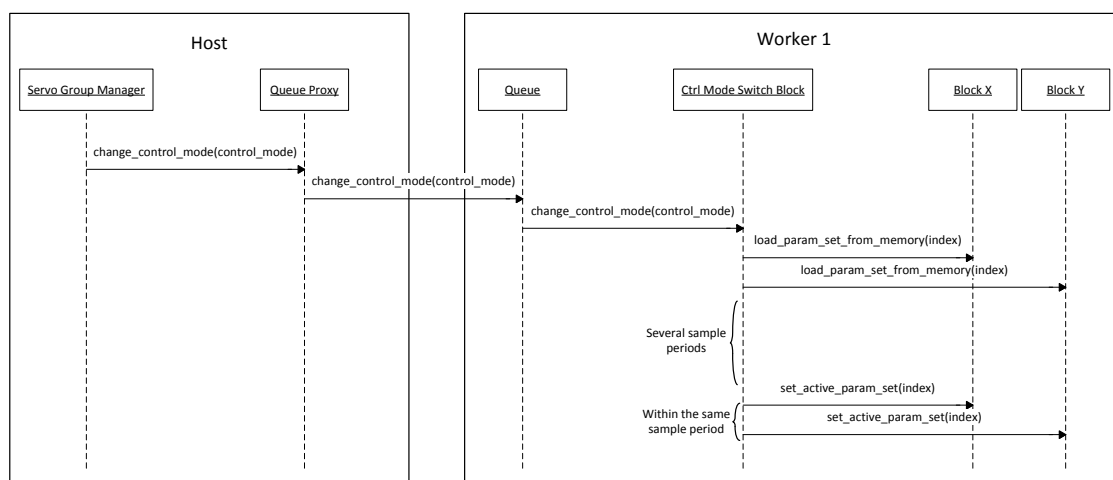 Host
Worker 1
Servo Group Manager
Queue Proxy
Queue
Ctrl Mode Switch Block
Block X
Block Y
change_control_mode(control_mode)
change_control_mode(control_mode)
change_control_mode(control_mode)
load_param_set_from_memory(index)
load_param_set_from_memory(index)
Several sample
periods
set_active_param_set(index)
Within the same
sample period
set_active_param_set(index)